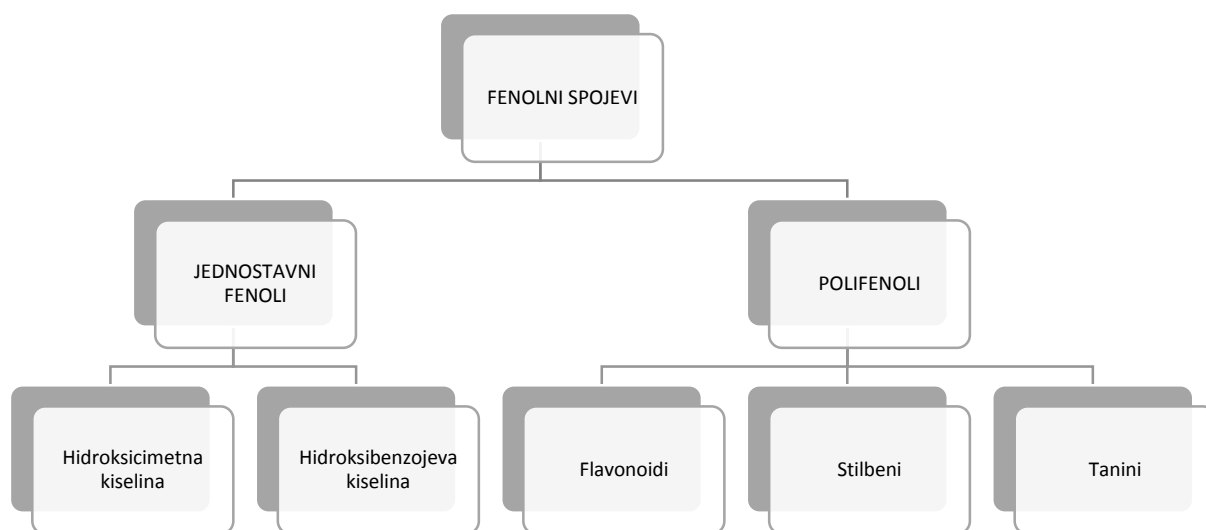 FENOLNI SPOJEVI
JEDNOSTAVNI
FENOLI
POLIFENOLI
Hidroksicimetna
kiselina
Hidroksibenzojeva
kiselina
Flavonoidi
Stilbeni
Tanini